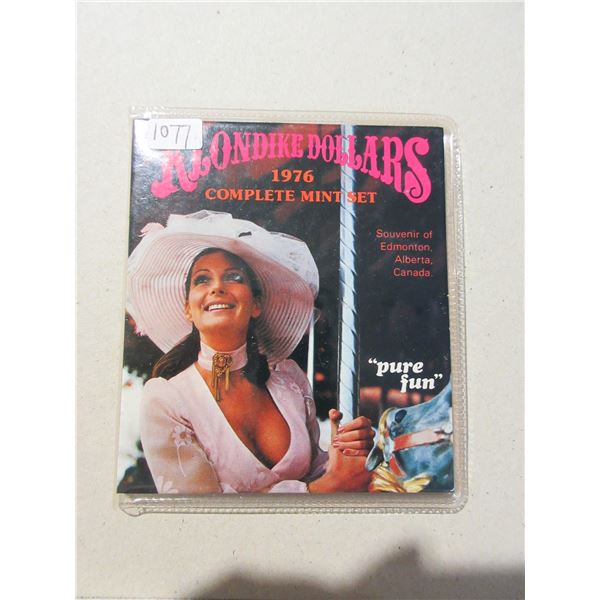 1077
KLONDIKE DOLLARS
1976
COMPLETE MINT SET
Souvenir of
Edmonton,
Alberta,
Canada.
"pure
fun"